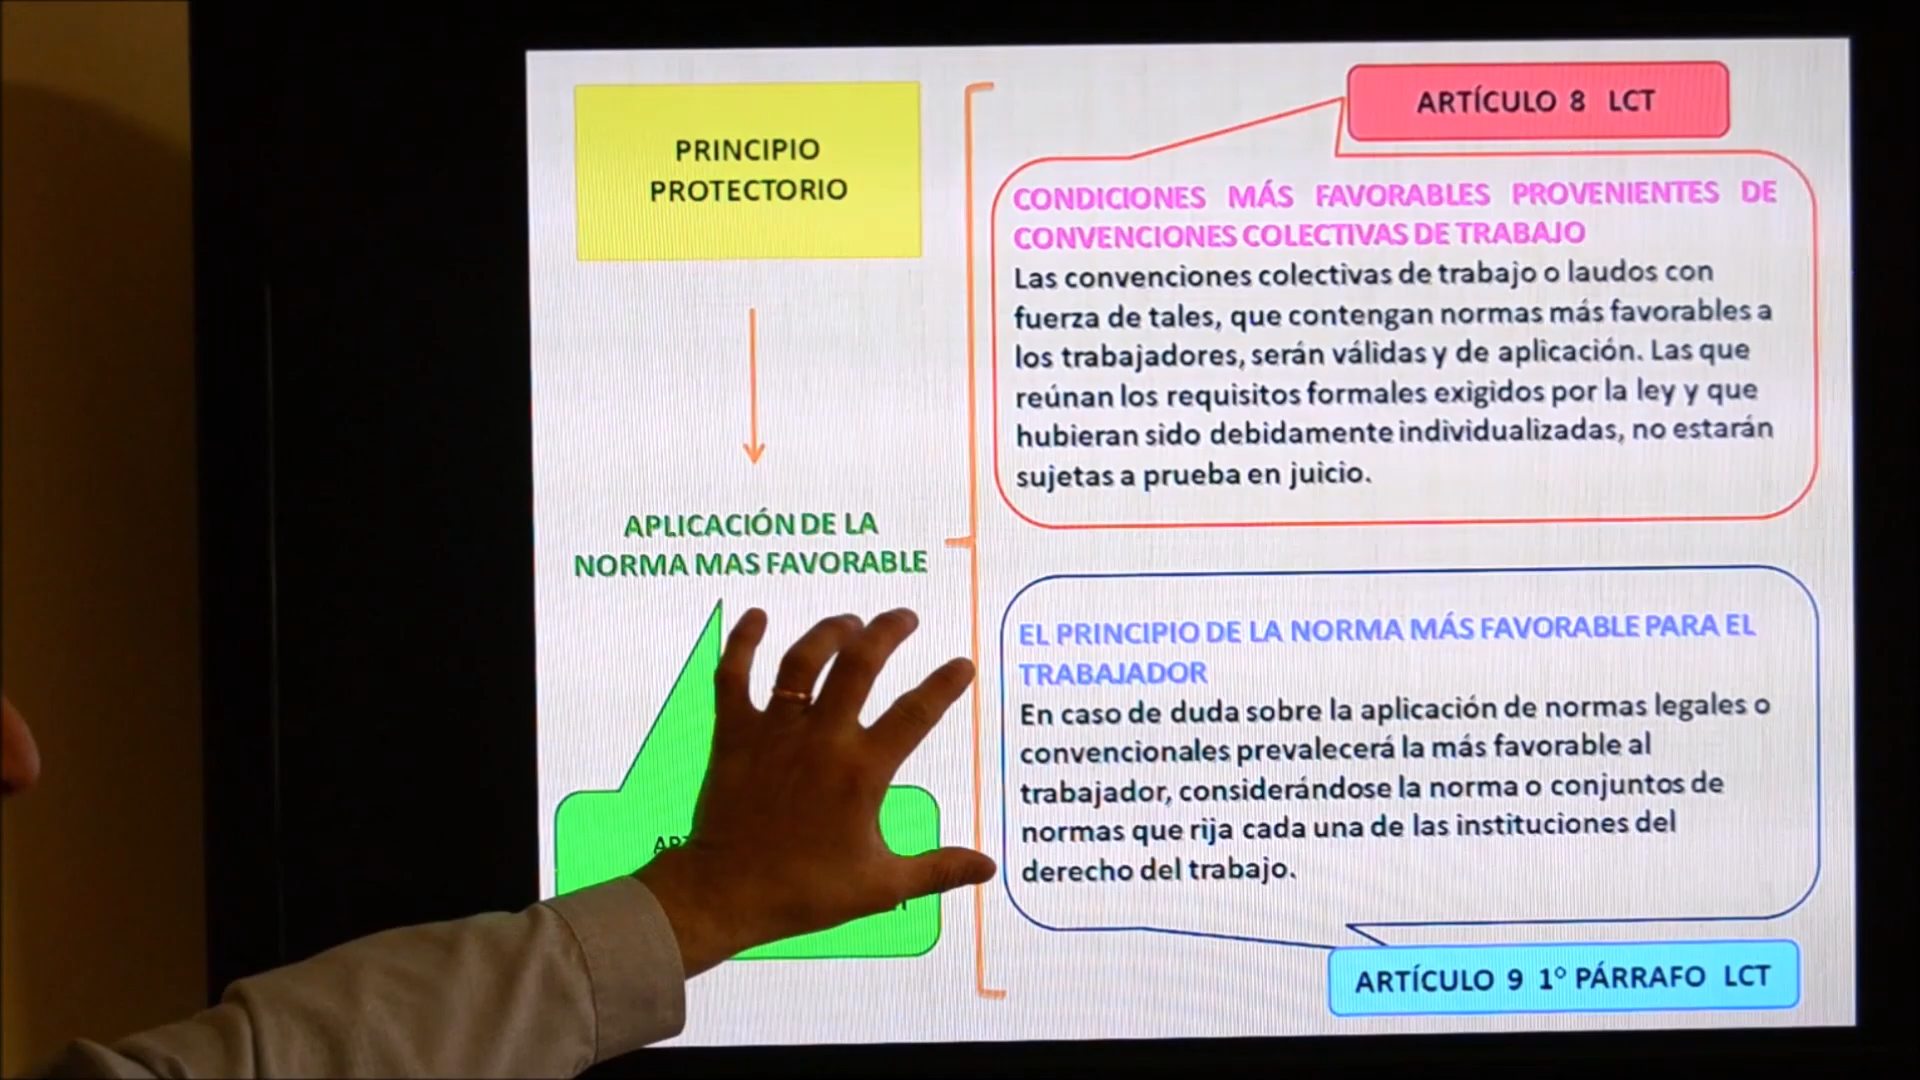 PRINCIPIO
PROTECTORIO
APLICACIÓN DE LA
NORMA MAS FAVORABLE
ARTÍCULO 8 LCT
CONDICIONES MÁS FAVORABLES PROVENIENTES DE
CONVENCIONES COLECTIVAS DE TRABAJO
Las convenciones colectivas de trabajo o laudos con
fuerza de tales, que contengan normas más favorables a
los trabajadores, serán válidas y de aplicación. Las que
reúnan los requisitos formales exigidos por la ley y que
hubieran sido debidamente individualizadas, no estarán
sujetas a prueba en juicio.
EL PRINCIPIO DE LA NORMA MÁS FAVORABLE PARA EL
TRABAJADOR
En caso de duda sobre la aplicación de normas legales o
convencionales prevalecerá la más favorable al
trabajador, considerándose la norma o conjuntos de
normas que rija cada una de las instituciones del
derecho del trabajo.
ARTÍCULO 9 1º PÁRRAFO LCT